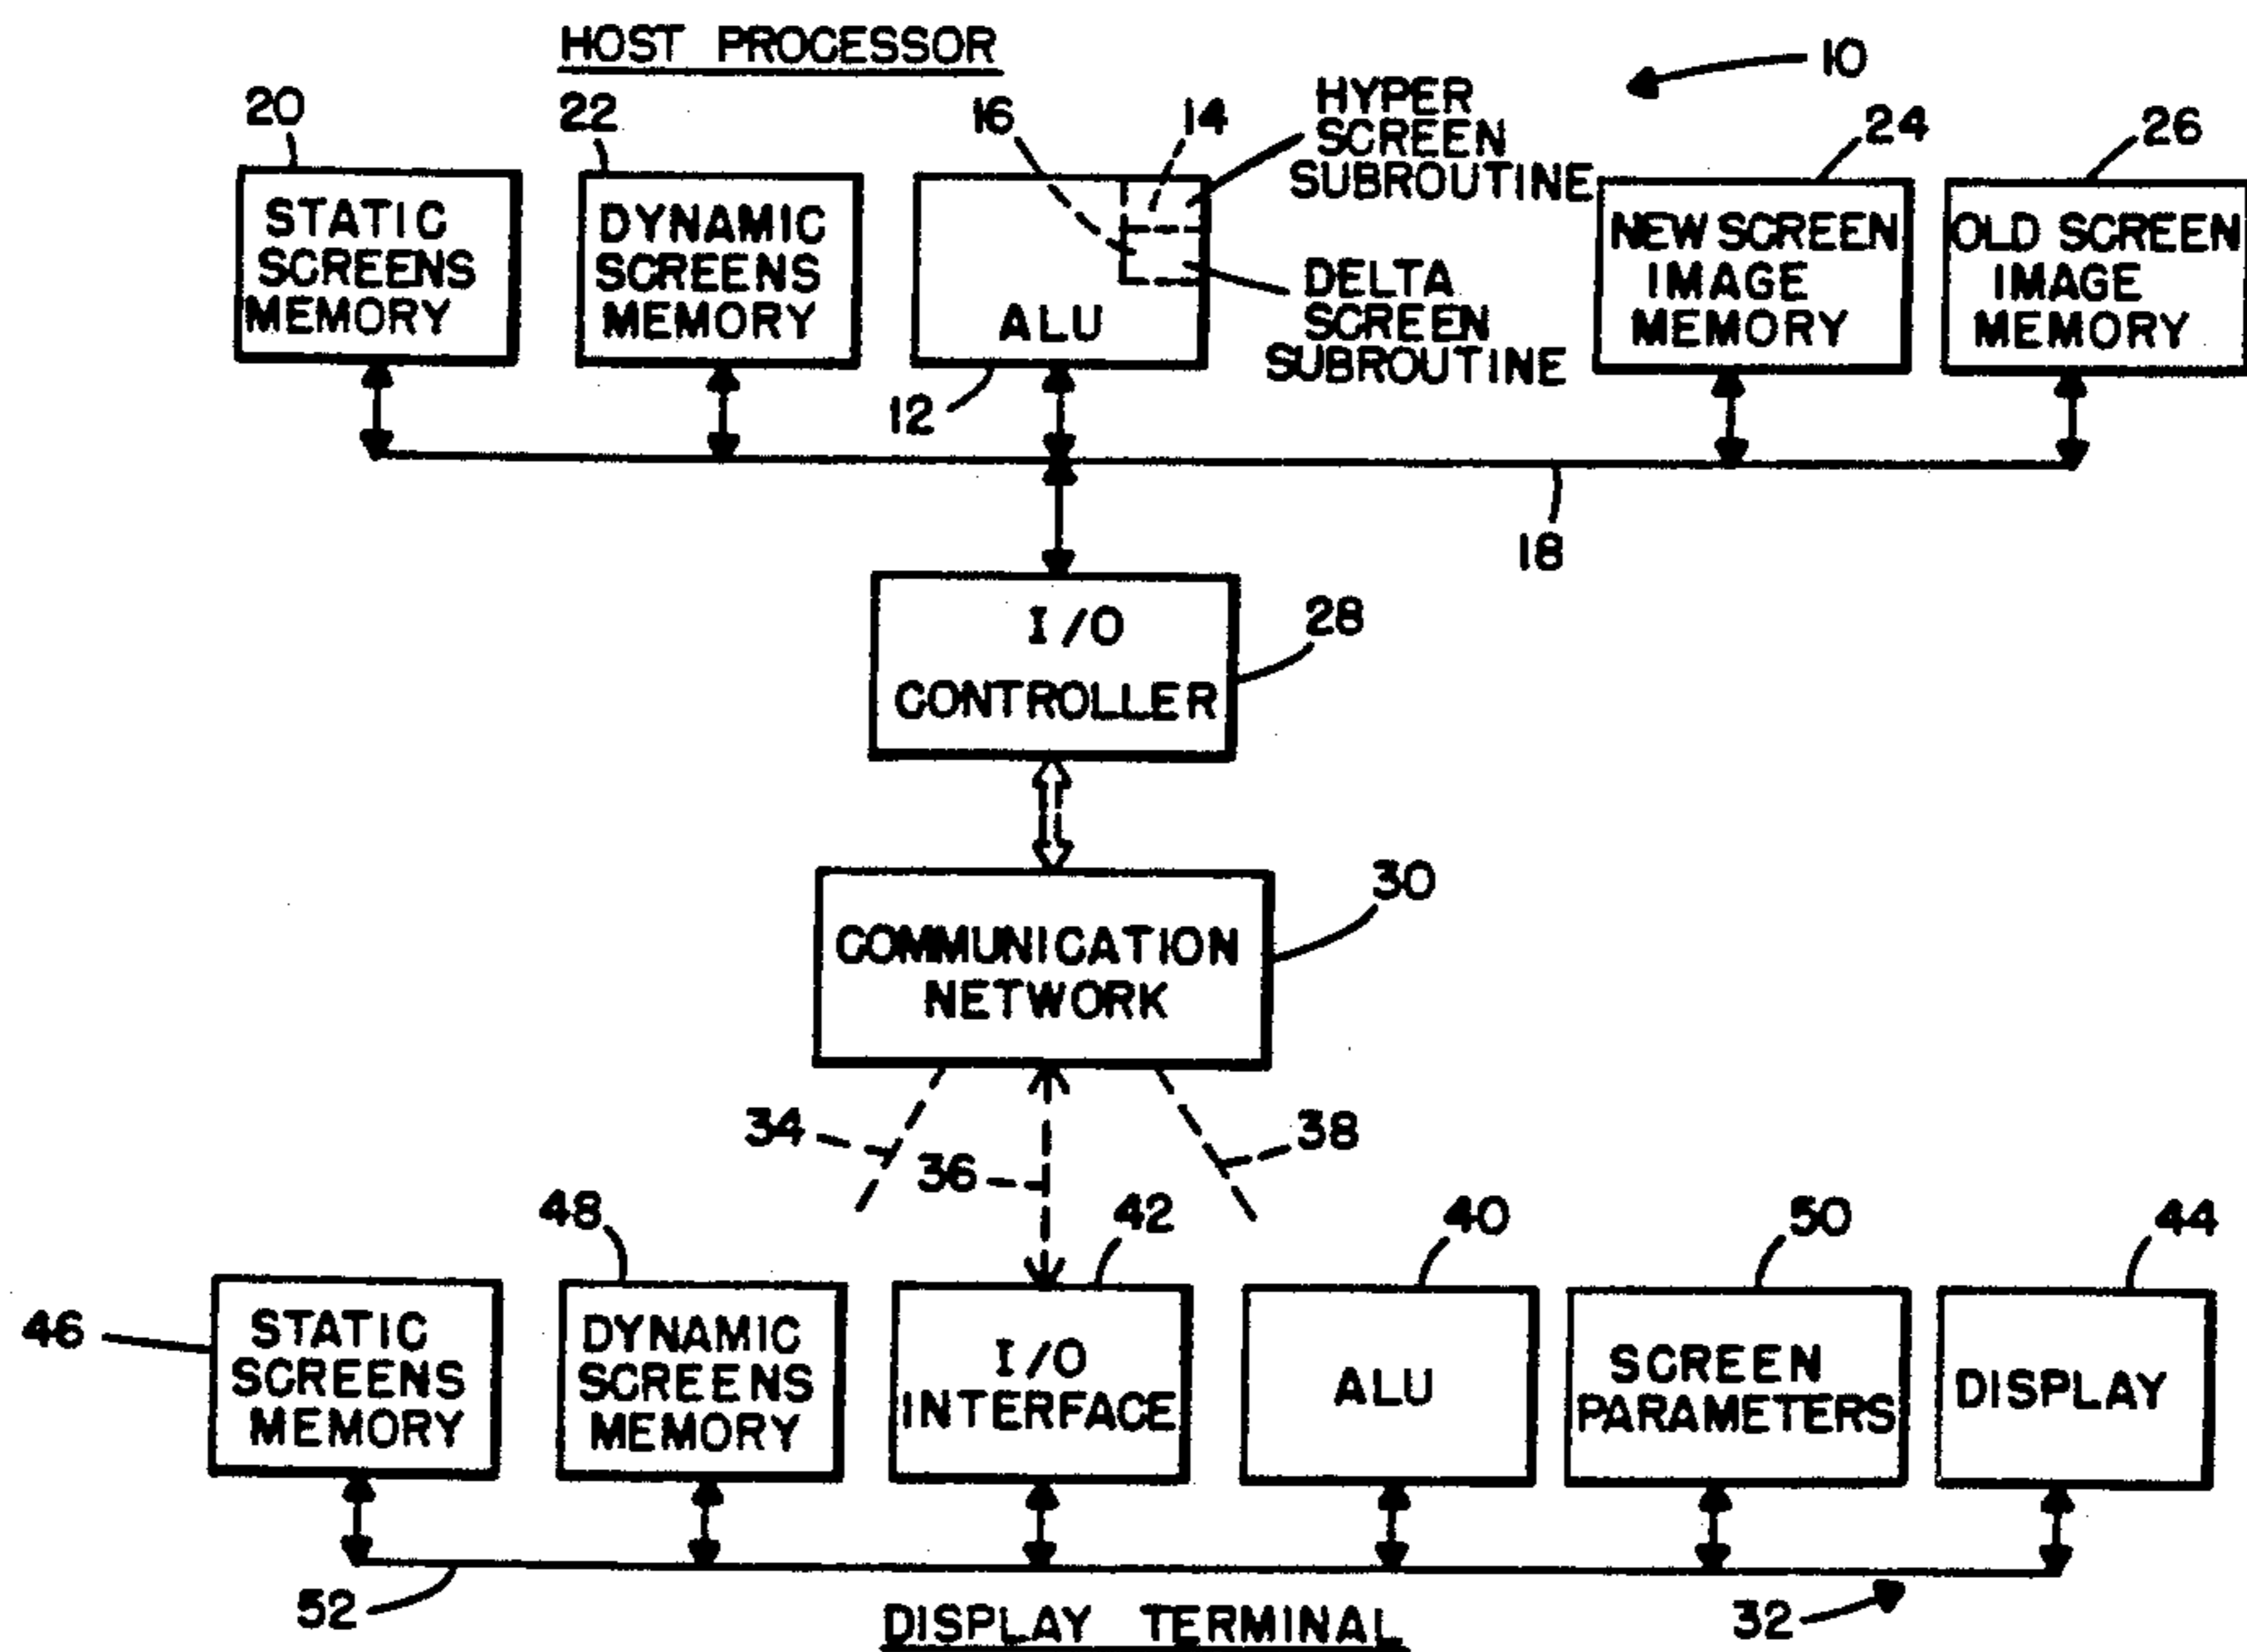 HOST PROCESSOR
10
20
22
16
14
HYPER
SCREEN
SUBROUTINE
24
26
STATIC
SCREENS
MEMORY
DYNAMIC
SCREENS
MEMORY
ALU
DELTA
SCREEN
SUBROUTINE
NEW SCREEN
IMAGE
MEMORY
OLD SCREEN
IMAGE
MEMORY
12
18
I/O
CONTROLLER
28
COMMUNICATION
NETWORK
30
34
36
38
46
48
42
40
50
44
STATIC
SCREENS
MEMORY
DYNAMIC
SCREENS
MEMORY
I/O
INTERFACE
ALU
SCREEN
PARAMETERS
DISPLAY
52
DISPLAY TERMINAL
32